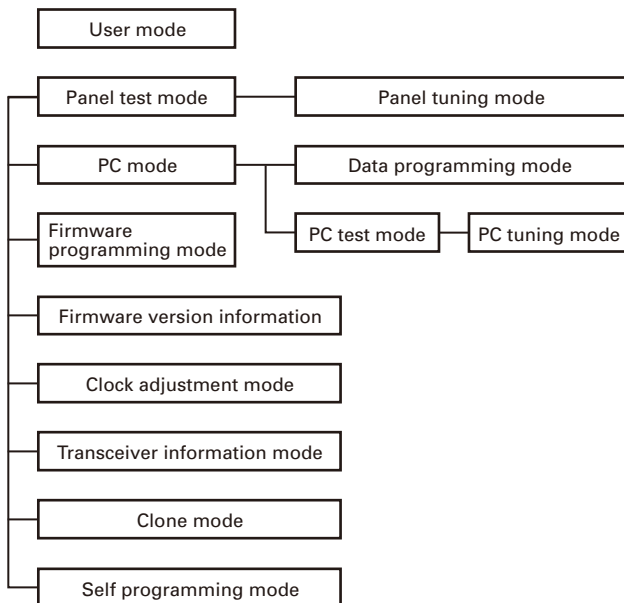 User mode
Panel test mode
Panel tuning mode
PC mode
Data programming mode
Firmware
programming mode
PC test mode
PC tuning mode
Firmware version information
Clock adjustment mode
Transceiver information mode
Clone mode
Self programming mode